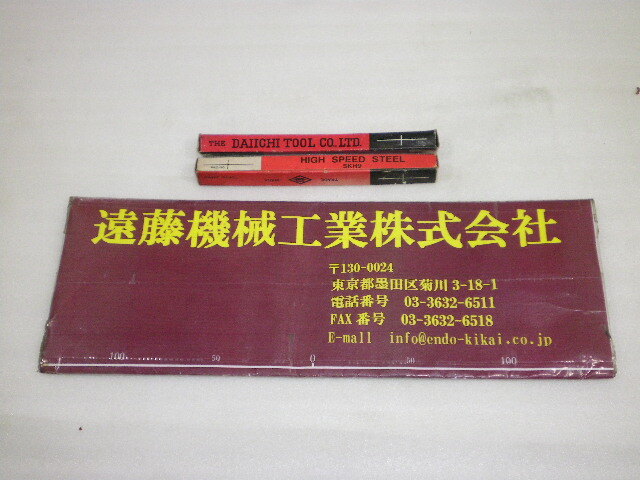 THE DAIICHI TOOL CO. LTD.
HIGH SPEED STEEL
SKH9
遠藤機械工業株式会社
〒130-0024
東京都墨田区菊川 3-18-1
電話番号 03-3632-6511
FAX 番号 03-3632-6518
E-mail info@endo-kikai.co.jp
100 50 0 50 100